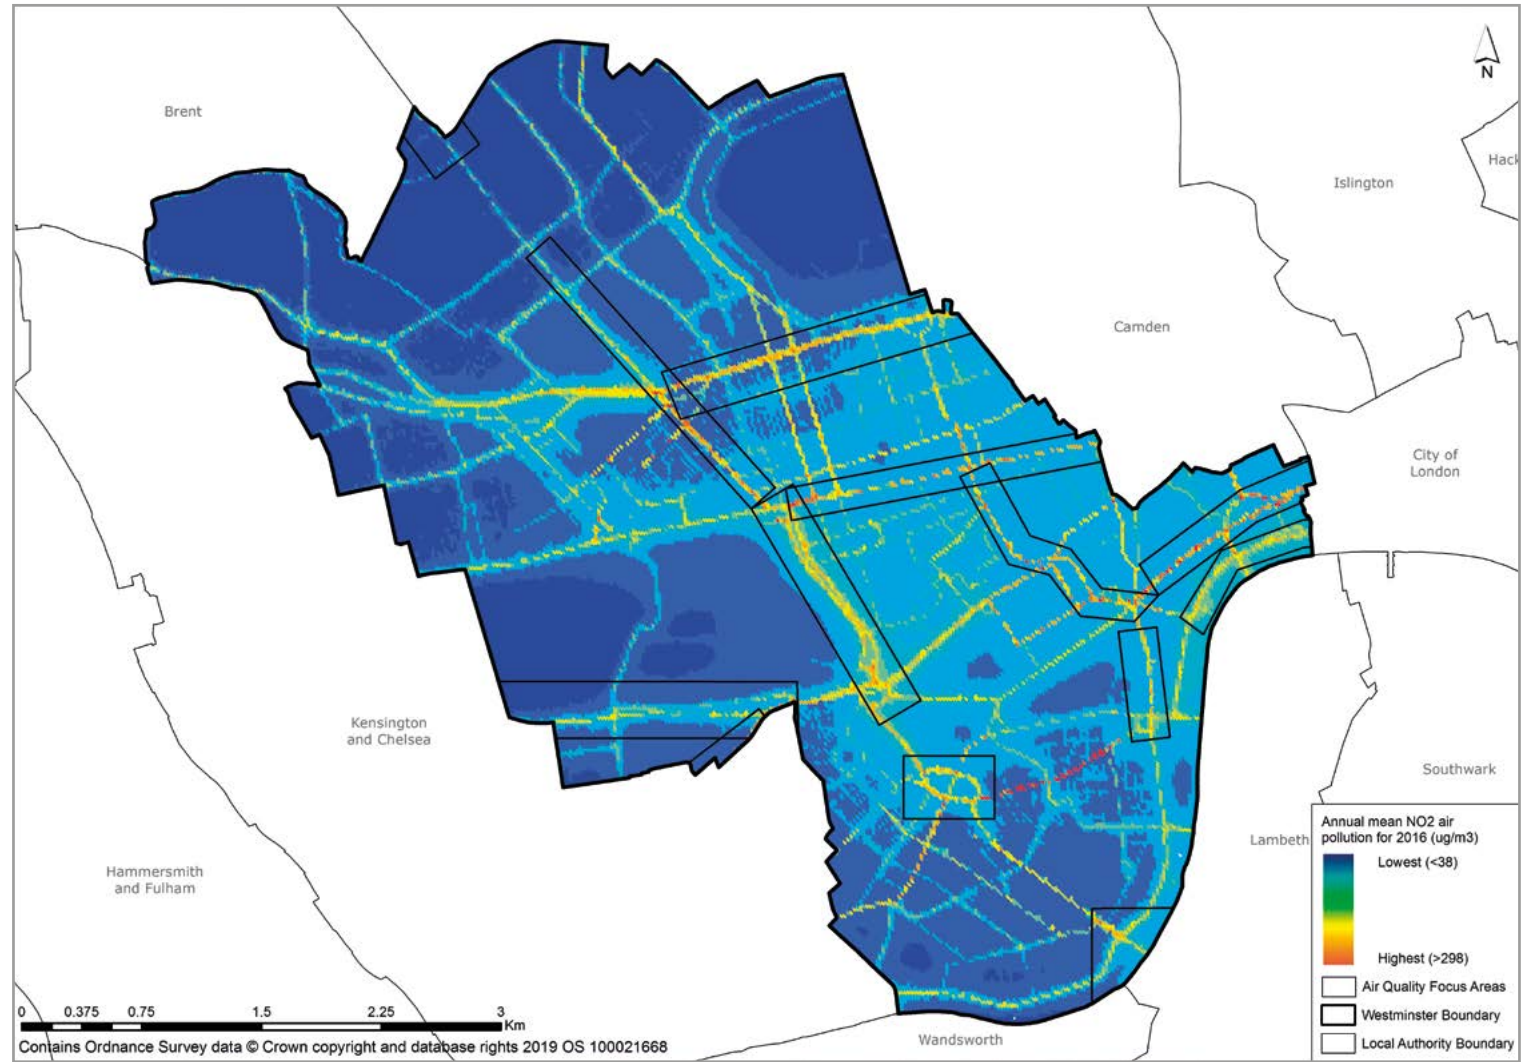 N
Brent
Hack
Islington
Camden
City of
London
Kensington
and Chelsea
Southwark
Hammersmith
and Fulham
Lambeth
Wandsworth
Annual mean NO2 air
pollution for 2016 (ug/m3)
Lowest (<38)
Highest (>298)
Air Quality Focus Areas
Westminster Boundary
Local Authority Boundary
0 0.375 0.75 1.5 2.25 3
Km
Contains Ordnance Survey data © Crown copyright and database rights 2019 OS 100021668